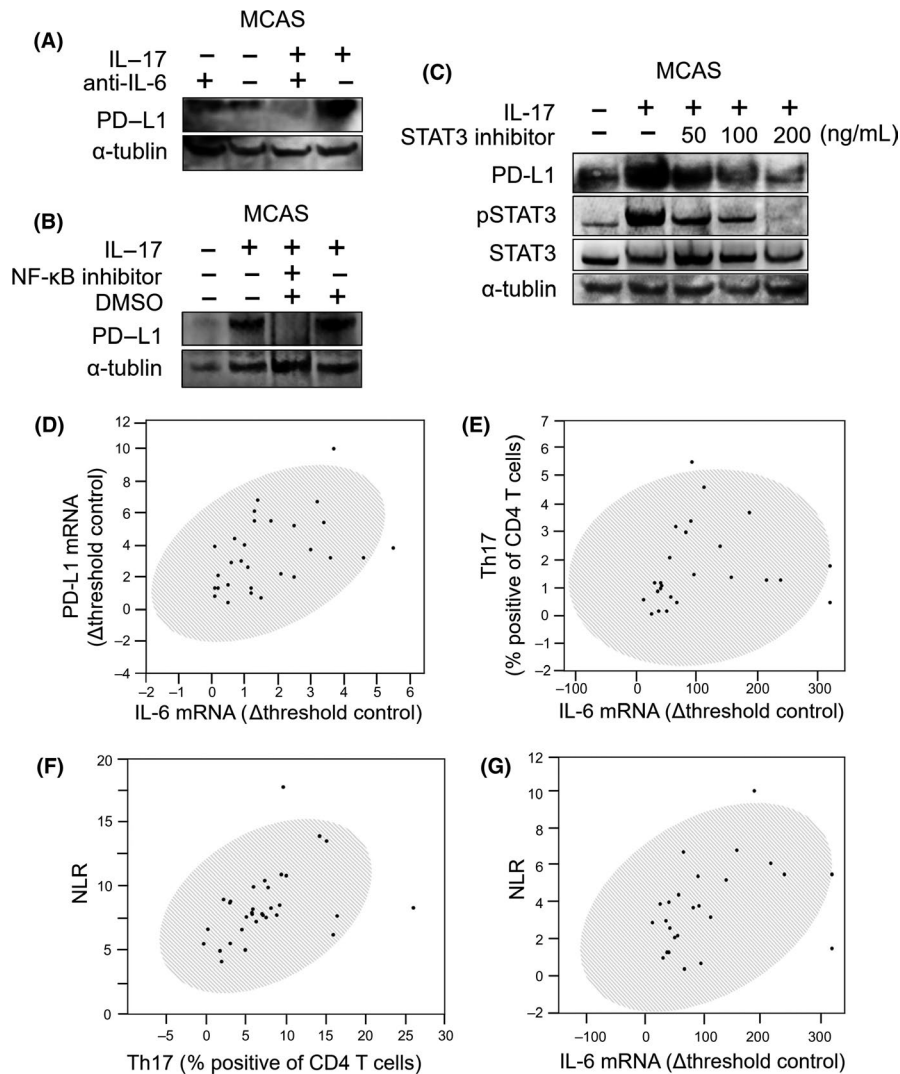 (A)
MCAS
IL–17 – – + +
anti-IL-6 + – + –
PD–L1
α-tublin
(B)
MCAS
IL–17 – + + +
NF-κB inhibitor – – + –
DMSO – – + +
PD–L1
α-tublin
(C)
MCAS
IL-17 – + + + +
STAT3 inhibitor – – 50 100 200 (ng/mL)
PD-L1
pSTAT3
STAT3
α-tublin
(D)
PD-L1 mRNA
(Δthreshold control)
12
10
8
6
4
2
0
–2
–4
–2 –1 0 1 2 3 4 5 6
IL-6 mRNA (Δthreshold control)
(E)
Th17
(% positive of CD4 T cells)
7
6
5
4
3
2
1
0
–1
–2
–100 0 100 200 300
IL-6 mRNA (Δthreshold control)
(F)
NLR
20
15
10
5
0
–5 0 5 10 15 20 25 30
Th17 (% positive of CD4 T cells)
(G)
NLR
12
10
8
6
4
2
0
–2
–100 0 100 200 300
IL-6 mRNA (Δthreshold control)